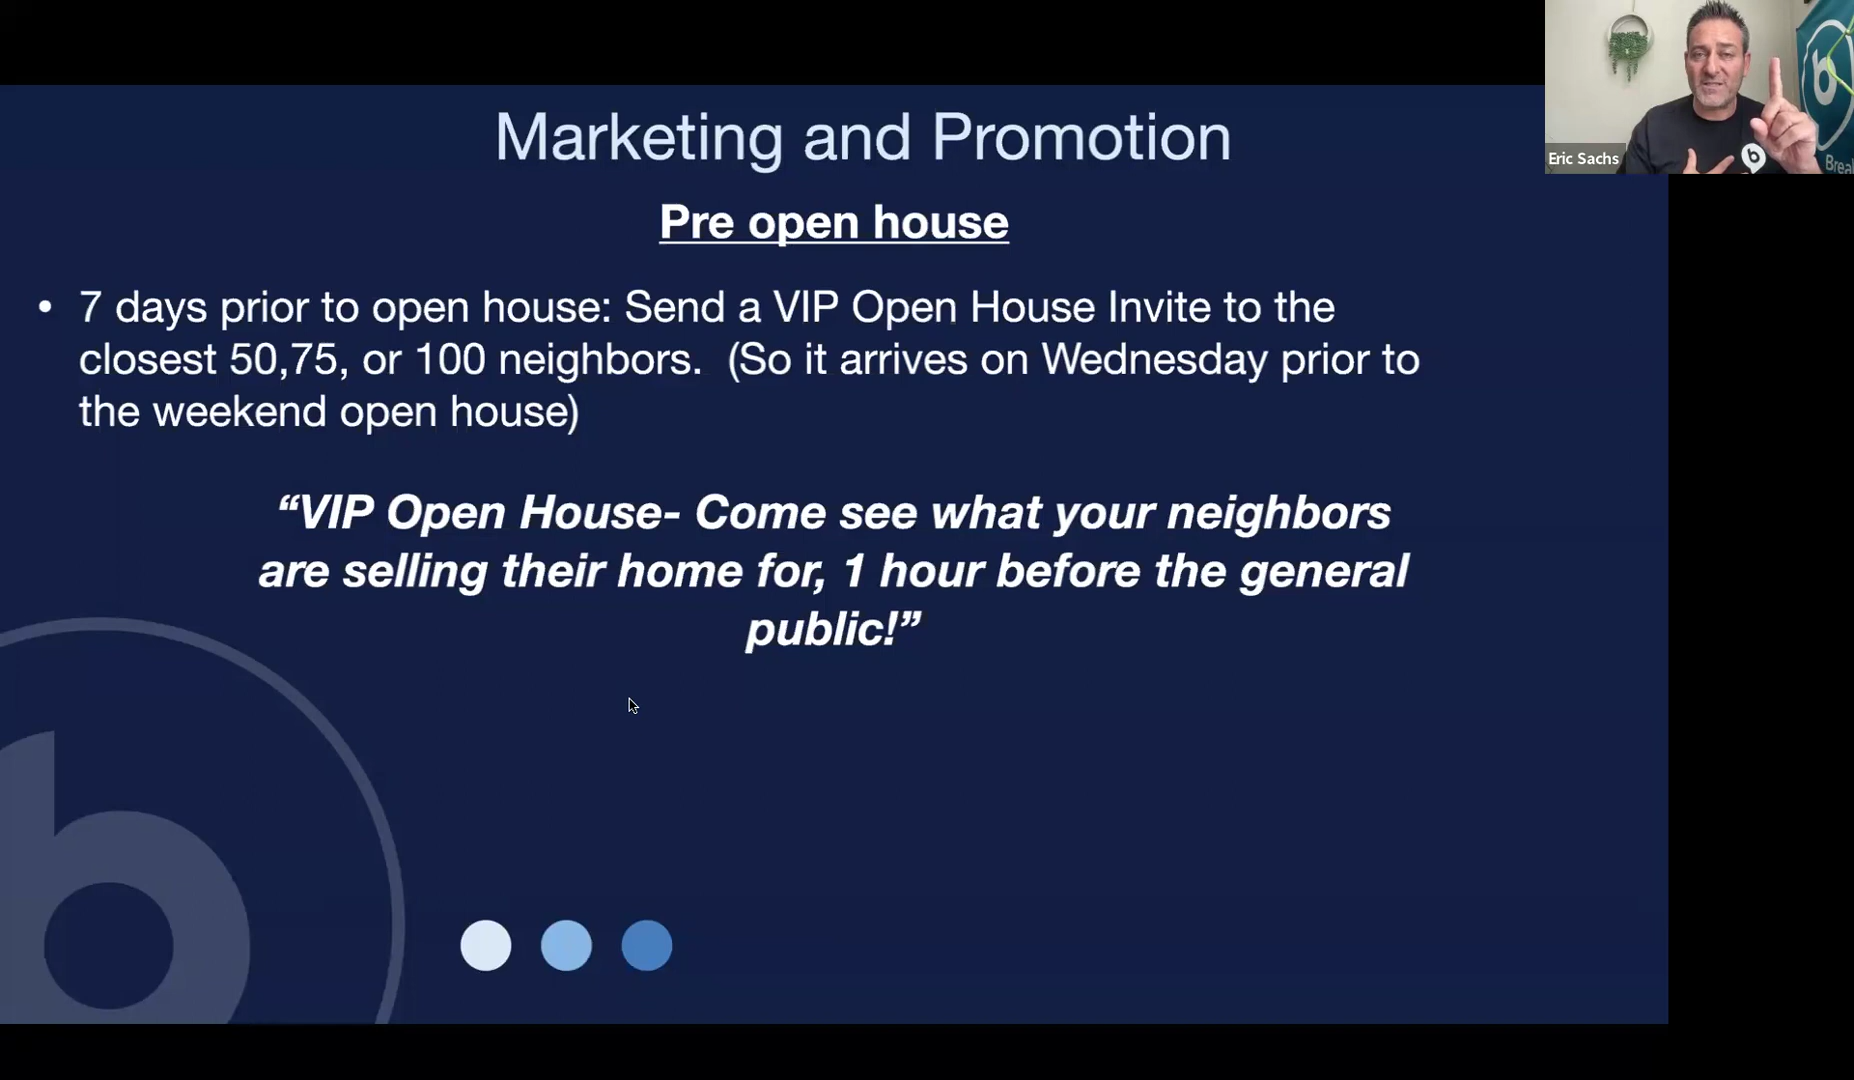 Marketing and Promotion
Pre open house
• 7 days prior to open house: Send a VIP Open House Invite to the
closest 50,75, or 100 neighbors.  (So it arrives on Wednesday prior to
the weekend open house)
“VIP Open House- Come see what your neighbors
are selling their home for, 1 hour before the general
public!”
b
Eric Sachs
b
b
Brea